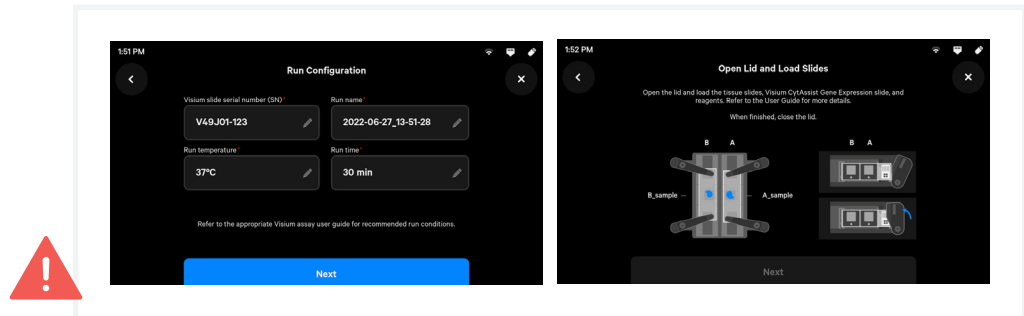 1:51 PM
Run Configuration
Visium slide serial number (SN)*
Run name*
V49J01-123
2022-06-27_13-51-28
Run temperature*
Run time*
37°C
30 min
Refer to the appropriate Visium assay user guide for recommended run conditions.
Next
1:52 PM
Open Lid and Load Slides
Open the lid and load the tissue slides, Visium CytAssist Gene Expression slide, and
reagents. Refer to the User Guide for more details.
When finished, close the lid.
B A
B_sample
A_sample
B A
Next